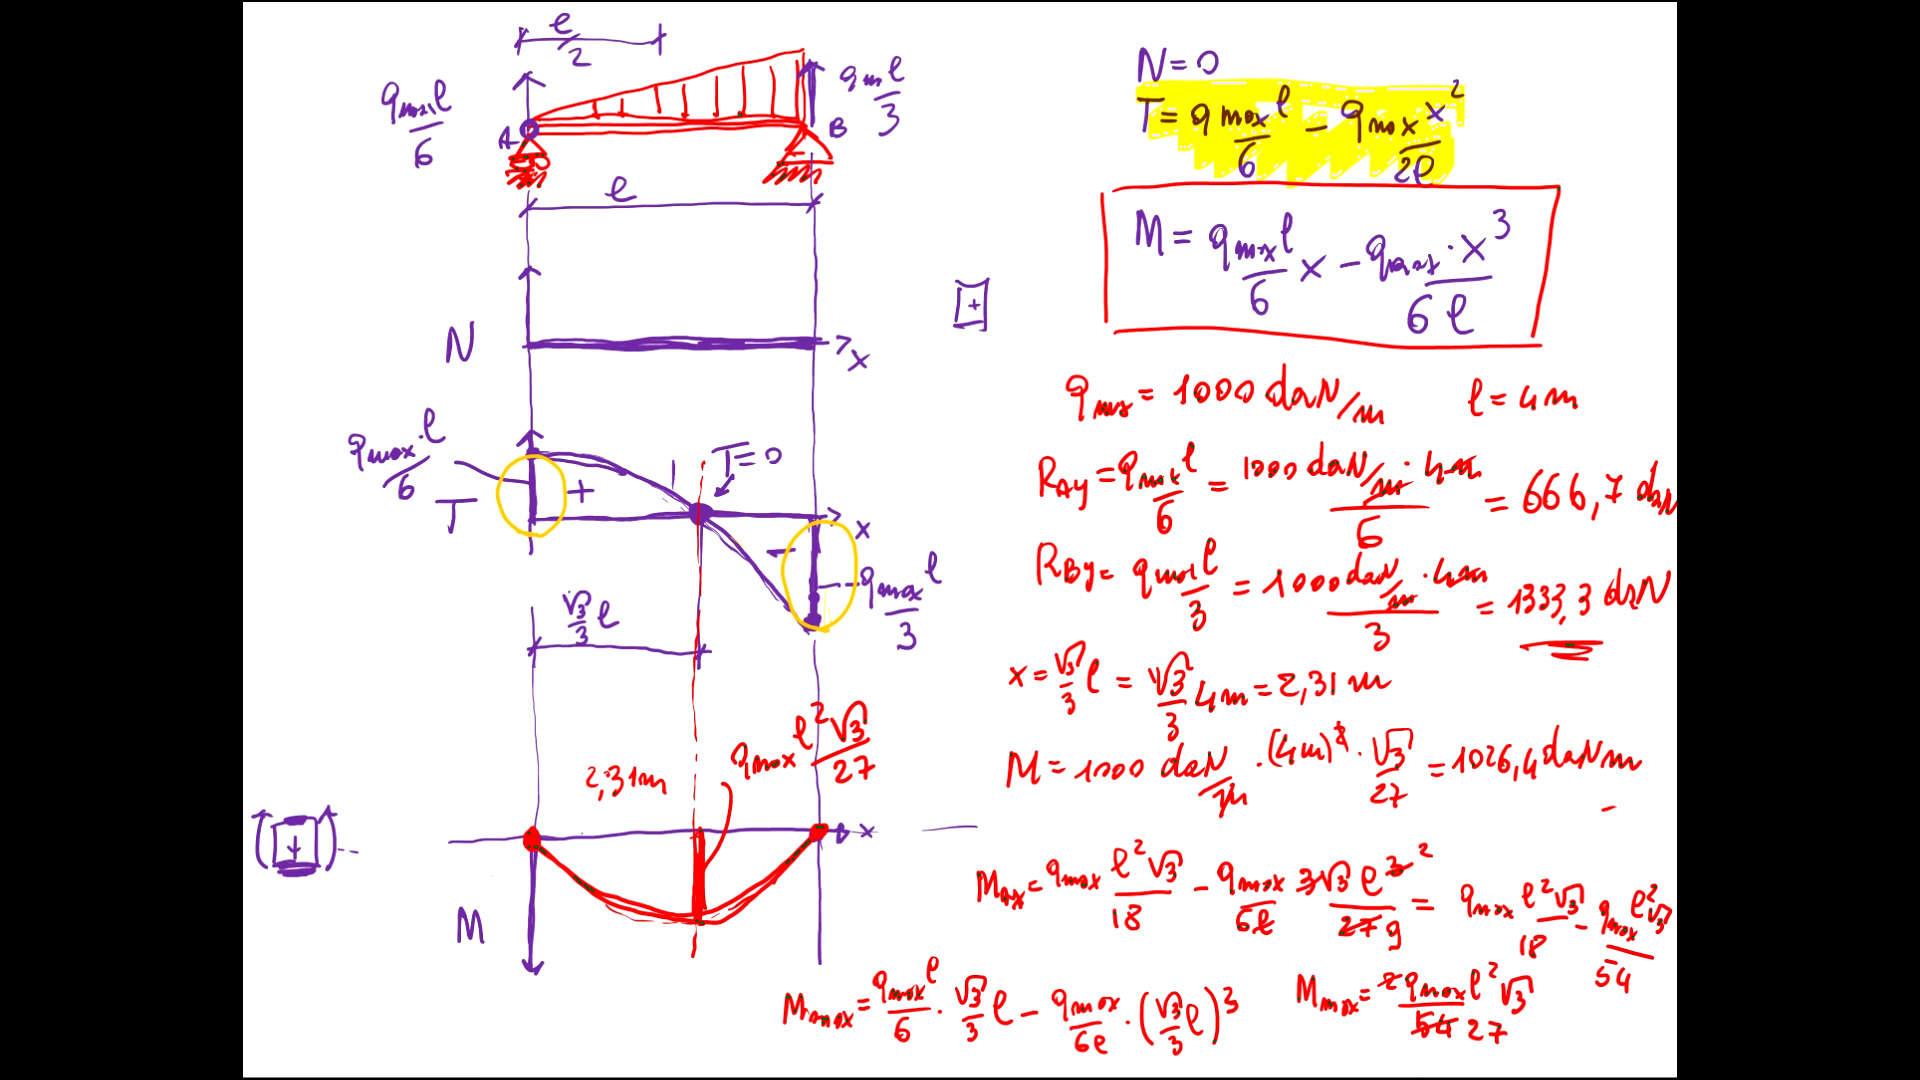 l/2
q_max l/6
q_m l/3
A
B
l
N
x
q_max·l/6
T
+
T=0
x
-
q_max l/3
√3/3 l
2,31m
q_max l²√3/27
x
M
N=0
T= q_max l/6 − q_max x²/2l
M= q_max l/6 x − q_max·x³/6l
+
q_max= 1000 daN/m l=4m
R_Ay= q_max l/6 = 1000 daN/m·4m/6 = 666,7 daN
R_By= q_max l/3 = 1000 daN/m·4m/3 = 1333,3 daN
x= √3/3 l = √3/3 4m=2,31m
M= 1000 daN/m·(4m)²·√3/27 =1026,4 daNm
M_max= q_max l²√3/18 − q_max/6l 3√3 l³ ²/27 9 = q_max l²√3/18 − q_max l²√3/54
M_max= q_max l/6·√3/3 l − q_max/6l·(√3/3 l)³
M_max= 2q_max l²√3/54 27